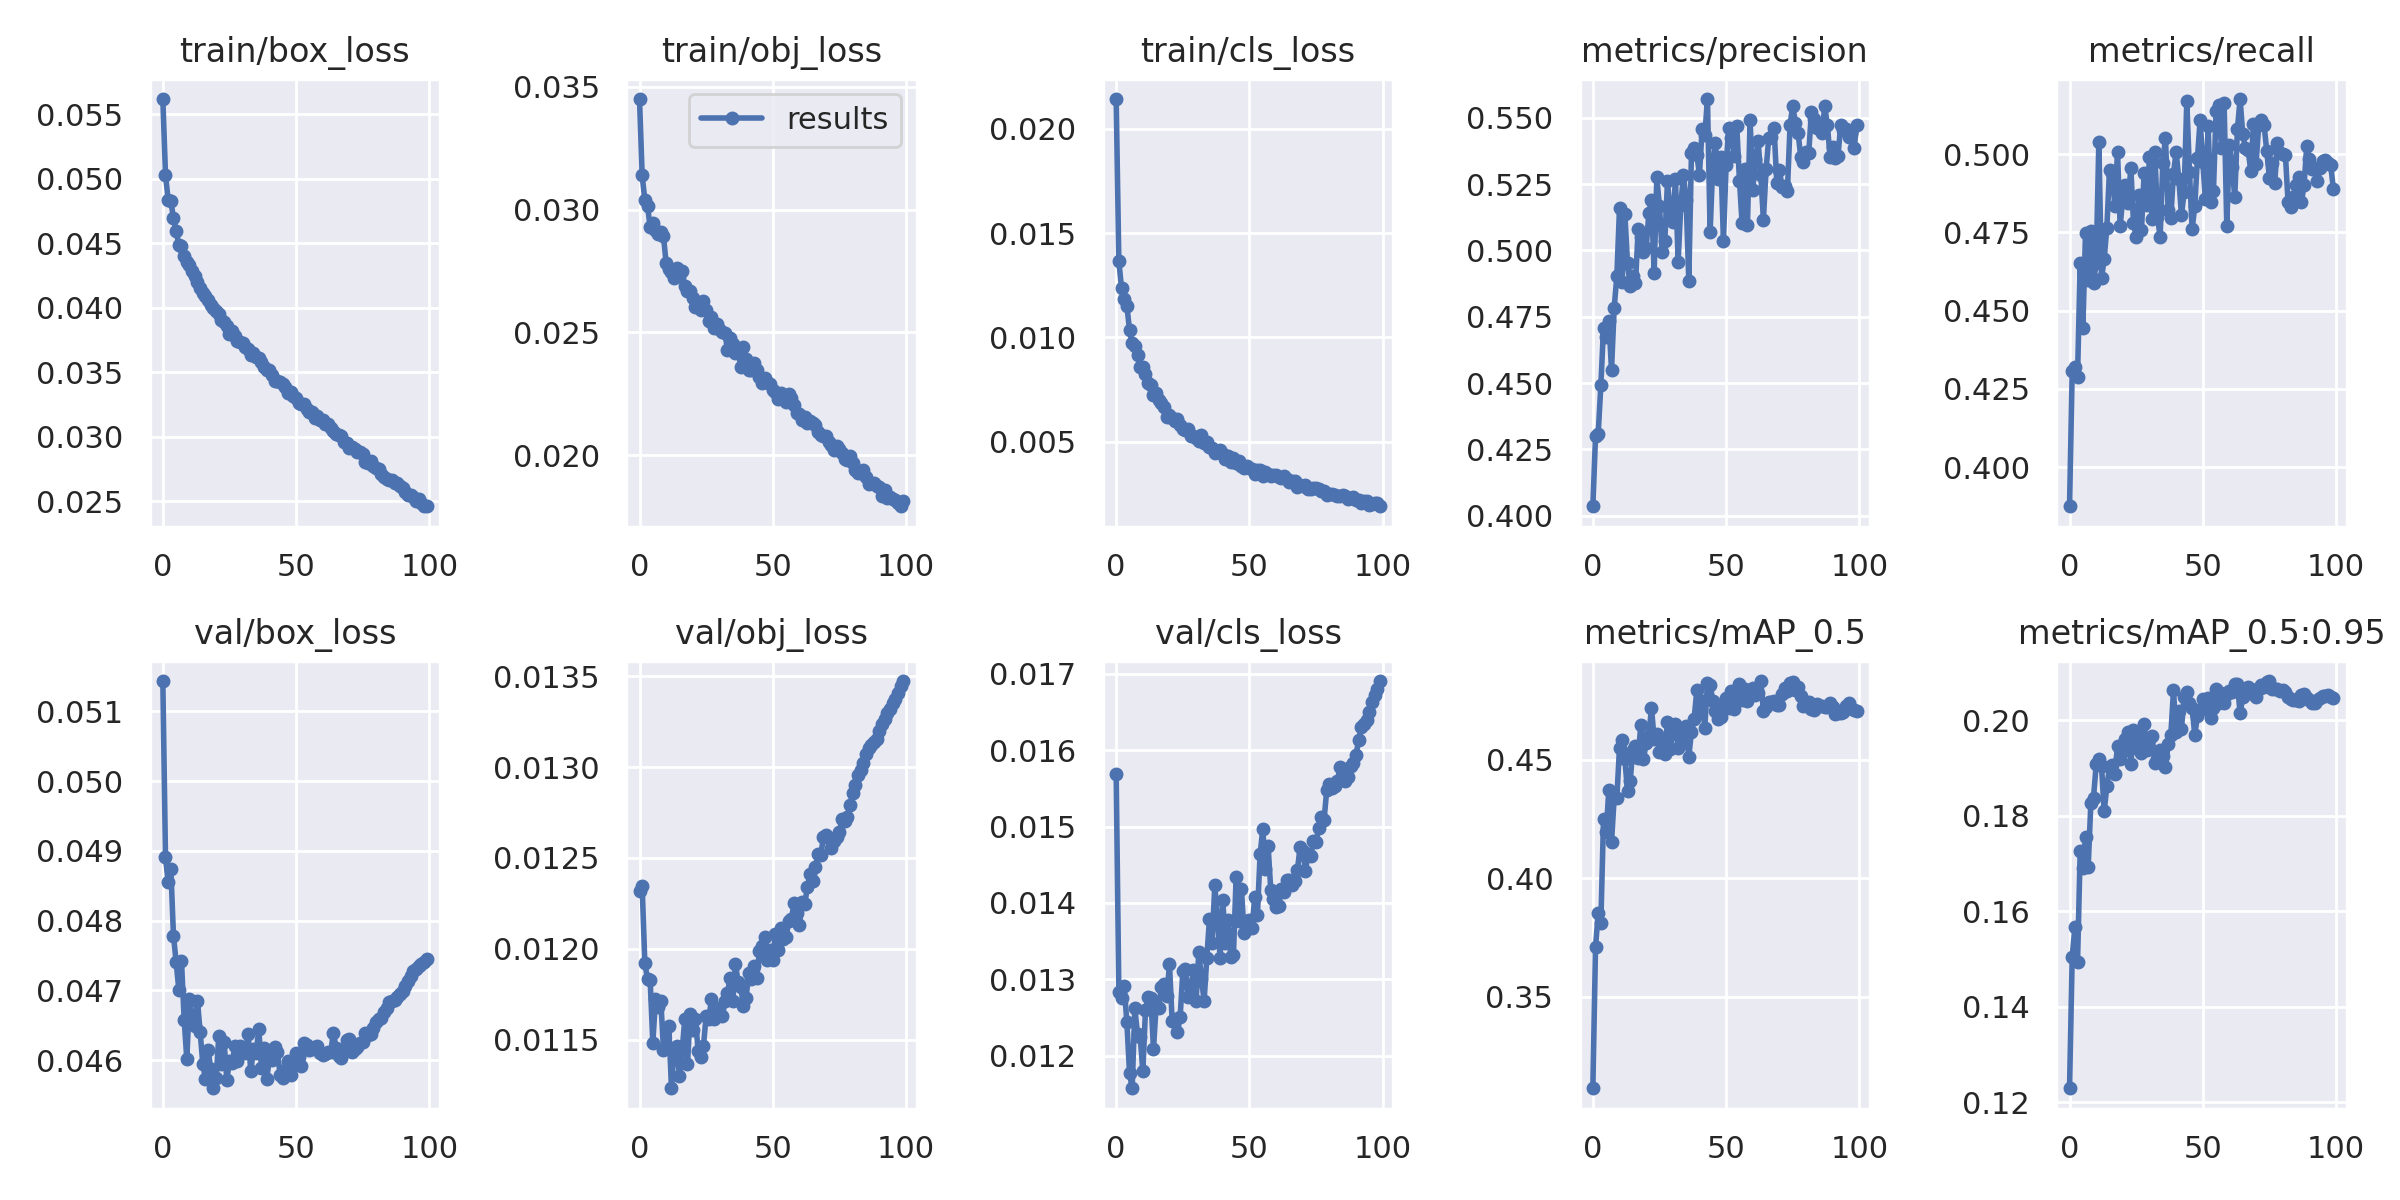 train/box_loss
0.055
0.050
0.045
0.040
0.035
0.030
0.025
0 50 100
train/obj_loss
results
0.035
0.030
0.025
0.020
0 50 100
train/cls_loss
0.020
0.015
0.010
0.005
0 50 100
metrics/precision
0.550
0.525
0.500
0.475
0.450
0.425
0.400
0 50 100
metrics/recall
0.500
0.475
0.450
0.425
0.400
0 50 100
val/box_loss
0.051
0.050
0.049
0.048
0.047
0.046
0 50 100
val/obj_loss
0.0135
0.0130
0.0125
0.0120
0.0115
0 50 100
val/cls_loss
0.017
0.016
0.015
0.014
0.013
0.012
0 50 100
metrics/mAP_0.5
0.45
0.40
0.35
0 50 100
metrics/mAP_0.5:0.95
0.20
0.18
0.16
0.14
0.12
0 50 100